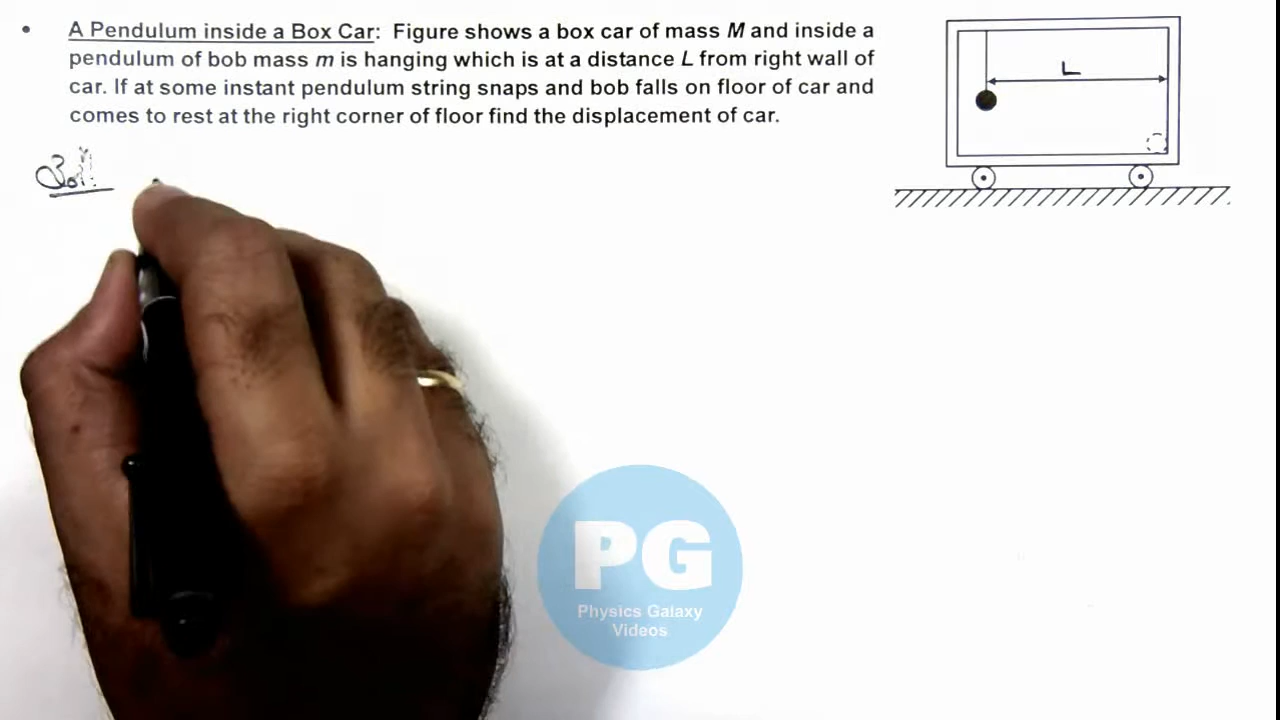 • A Pendulum inside a Box Car: Figure shows a box car of mass M and inside a
pendulum of bob mass m is hanging which is at a distance L from right wall of
car. If at some instant pendulum string snaps and bob falls on floor of car and
comes to rest at the right corner of floor find the displacement of car.
L
PG
Physics Galaxy
Videos